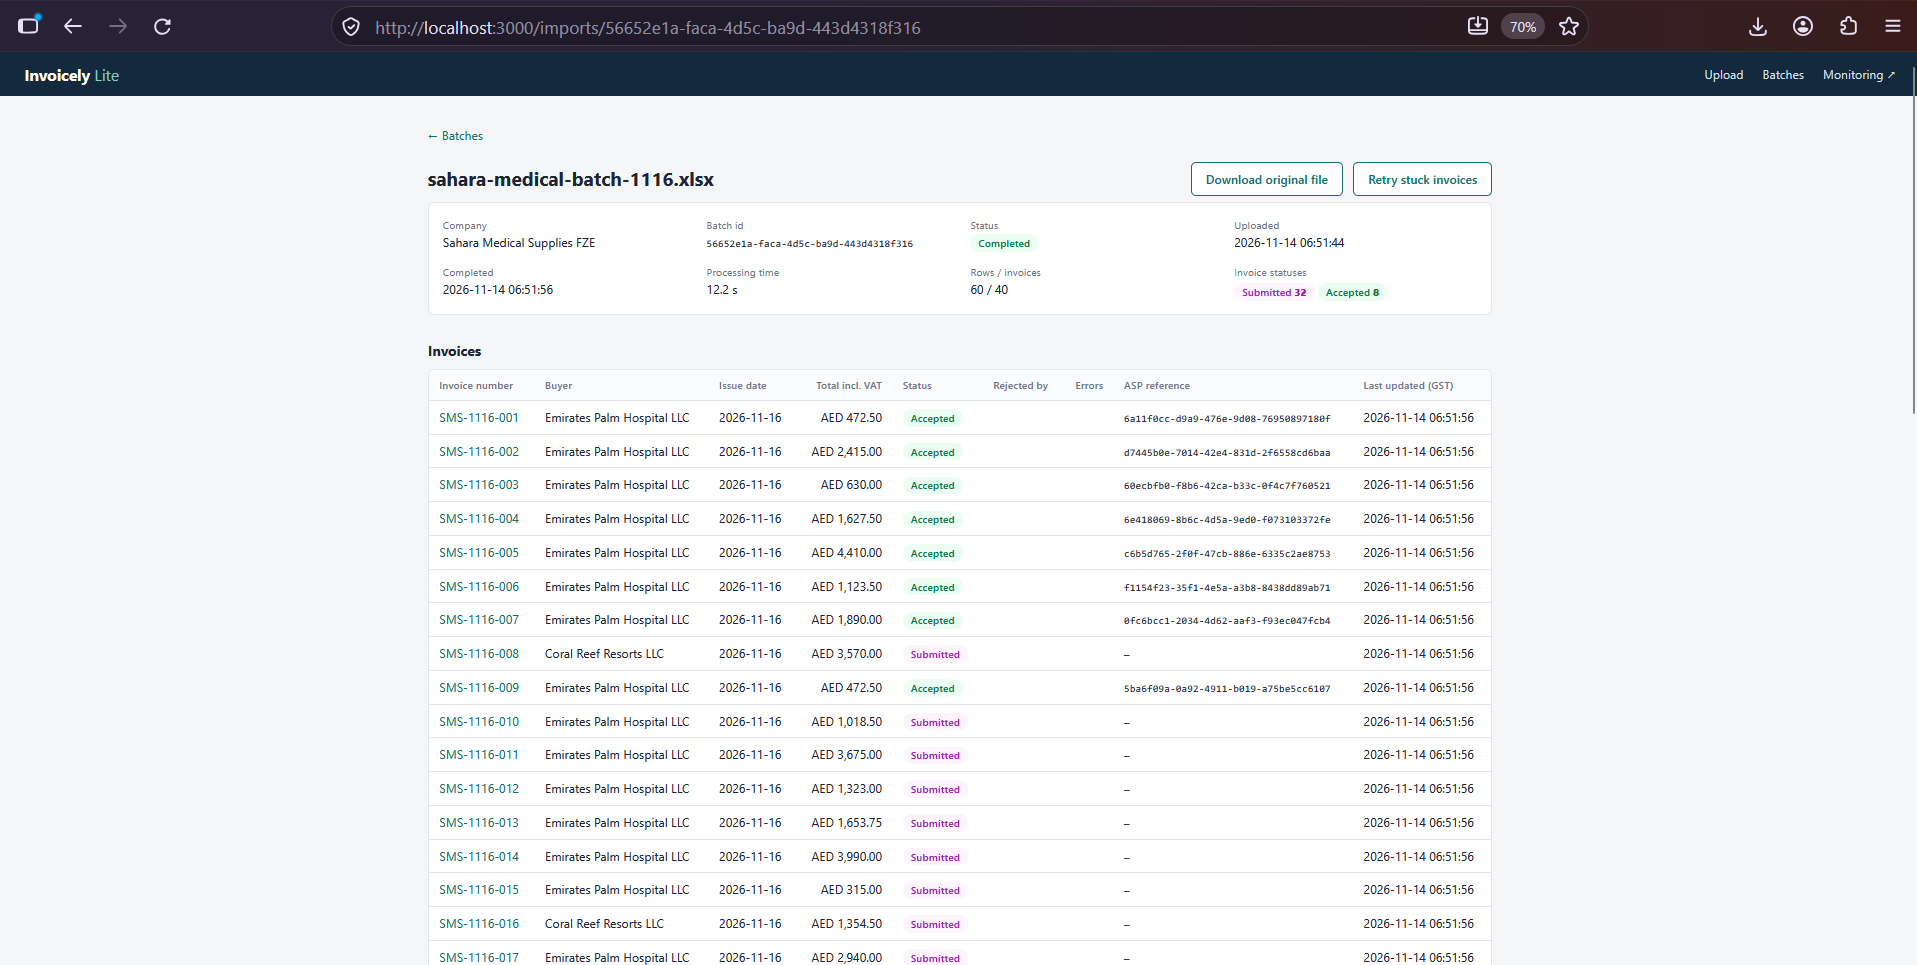 http://localhost:3000/imports/56652e1a-faca-4d5c-ba9d-443d4318f316
70%
Invoicely Lite
Upload Batches Monitoring ↗
← Batches
sahara-medical-batch-1116.xlsx
Download original file Retry stuck invoices
Company Batch id Status Uploaded
Sahara Medical Supplies FZE 56652e1a-faca-4d5c-ba9d-443d4318f316 Completed 2026-11-14 06:51:44
Completed Processing time Rows / invoices Invoice statuses
2026-11-14 06:51:56 12.2 s 60 / 40 Submitted 32 Accepted 8
Invoices
Invoice number Buyer Issue date Total incl. VAT Status Rejected by Errors ASP reference Last updated (GST)
SMS-1116-001 Emirates Palm Hospital LLC 2026-11-16 AED 472.50 Accepted 6a11f0cc-d9a9-476e-9d08-76950897180f 2026-11-14 06:51:56
SMS-1116-002 Emirates Palm Hospital LLC 2026-11-16 AED 2,415.00 Accepted d7445b0e-7014-42e4-831d-2f6558cd6baa 2026-11-14 06:51:56
SMS-1116-003 Emirates Palm Hospital LLC 2026-11-16 AED 630.00 Accepted 60ecbfb0-f8b6-42ca-b33c-0f4c7f760521 2026-11-14 06:51:56
SMS-1116-004 Emirates Palm Hospital LLC 2026-11-16 AED 1,627.50 Accepted 6e418069-8b6c-4d5a-9ed0-f073103372fe 2026-11-14 06:51:56
SMS-1116-005 Emirates Palm Hospital LLC 2026-11-16 AED 4,410.00 Accepted c6b5d765-2f0f-47cb-886e-6335c2ae8753 2026-11-14 06:51:56
SMS-1116-006 Emirates Palm Hospital LLC 2026-11-16 AED 1,123.50 Accepted f1154f23-35f1-4e5a-a3b8-8438dd89ab71 2026-11-14 06:51:56
SMS-1116-007 Emirates Palm Hospital LLC 2026-11-16 AED 1,890.00 Accepted 0fc6bcc1-2034-4d62-aaf3-f93ec047fcb4 2026-11-14 06:51:56
SMS-1116-008 Coral Reef Resorts LLC 2026-11-16 AED 3,570.00 Submitted – 2026-11-14 06:51:56
SMS-1116-009 Emirates Palm Hospital LLC 2026-11-16 AED 472.50 Accepted 5ba6f09a-0a92-4911-b019-a75be5cc6107 2026-11-14 06:51:56
SMS-1116-010 Emirates Palm Hospital LLC 2026-11-16 AED 1,018.50 Submitted – 2026-11-14 06:51:56
SMS-1116-011 Emirates Palm Hospital LLC 2026-11-16 AED 3,675.00 Submitted – 2026-11-14 06:51:56
SMS-1116-012 Emirates Palm Hospital LLC 2026-11-16 AED 1,323.00 Submitted – 2026-11-14 06:51:56
SMS-1116-013 Emirates Palm Hospital LLC 2026-11-16 AED 1,653.75 Submitted – 2026-11-14 06:51:56
SMS-1116-014 Emirates Palm Hospital LLC 2026-11-16 AED 3,990.00 Submitted – 2026-11-14 06:51:56
SMS-1116-015 Emirates Palm Hospital LLC 2026-11-16 AED 315.00 Submitted – 2026-11-14 06:51:56
SMS-1116-016 Coral Reef Resorts LLC 2026-11-16 AED 1,354.50 Submitted – 2026-11-14 06:51:56
SMS-1116-017 Emirates Palm Hospital LLC 2026-11-16 AED 2,940.00 Submitted – 2026-11-14 06:51:56